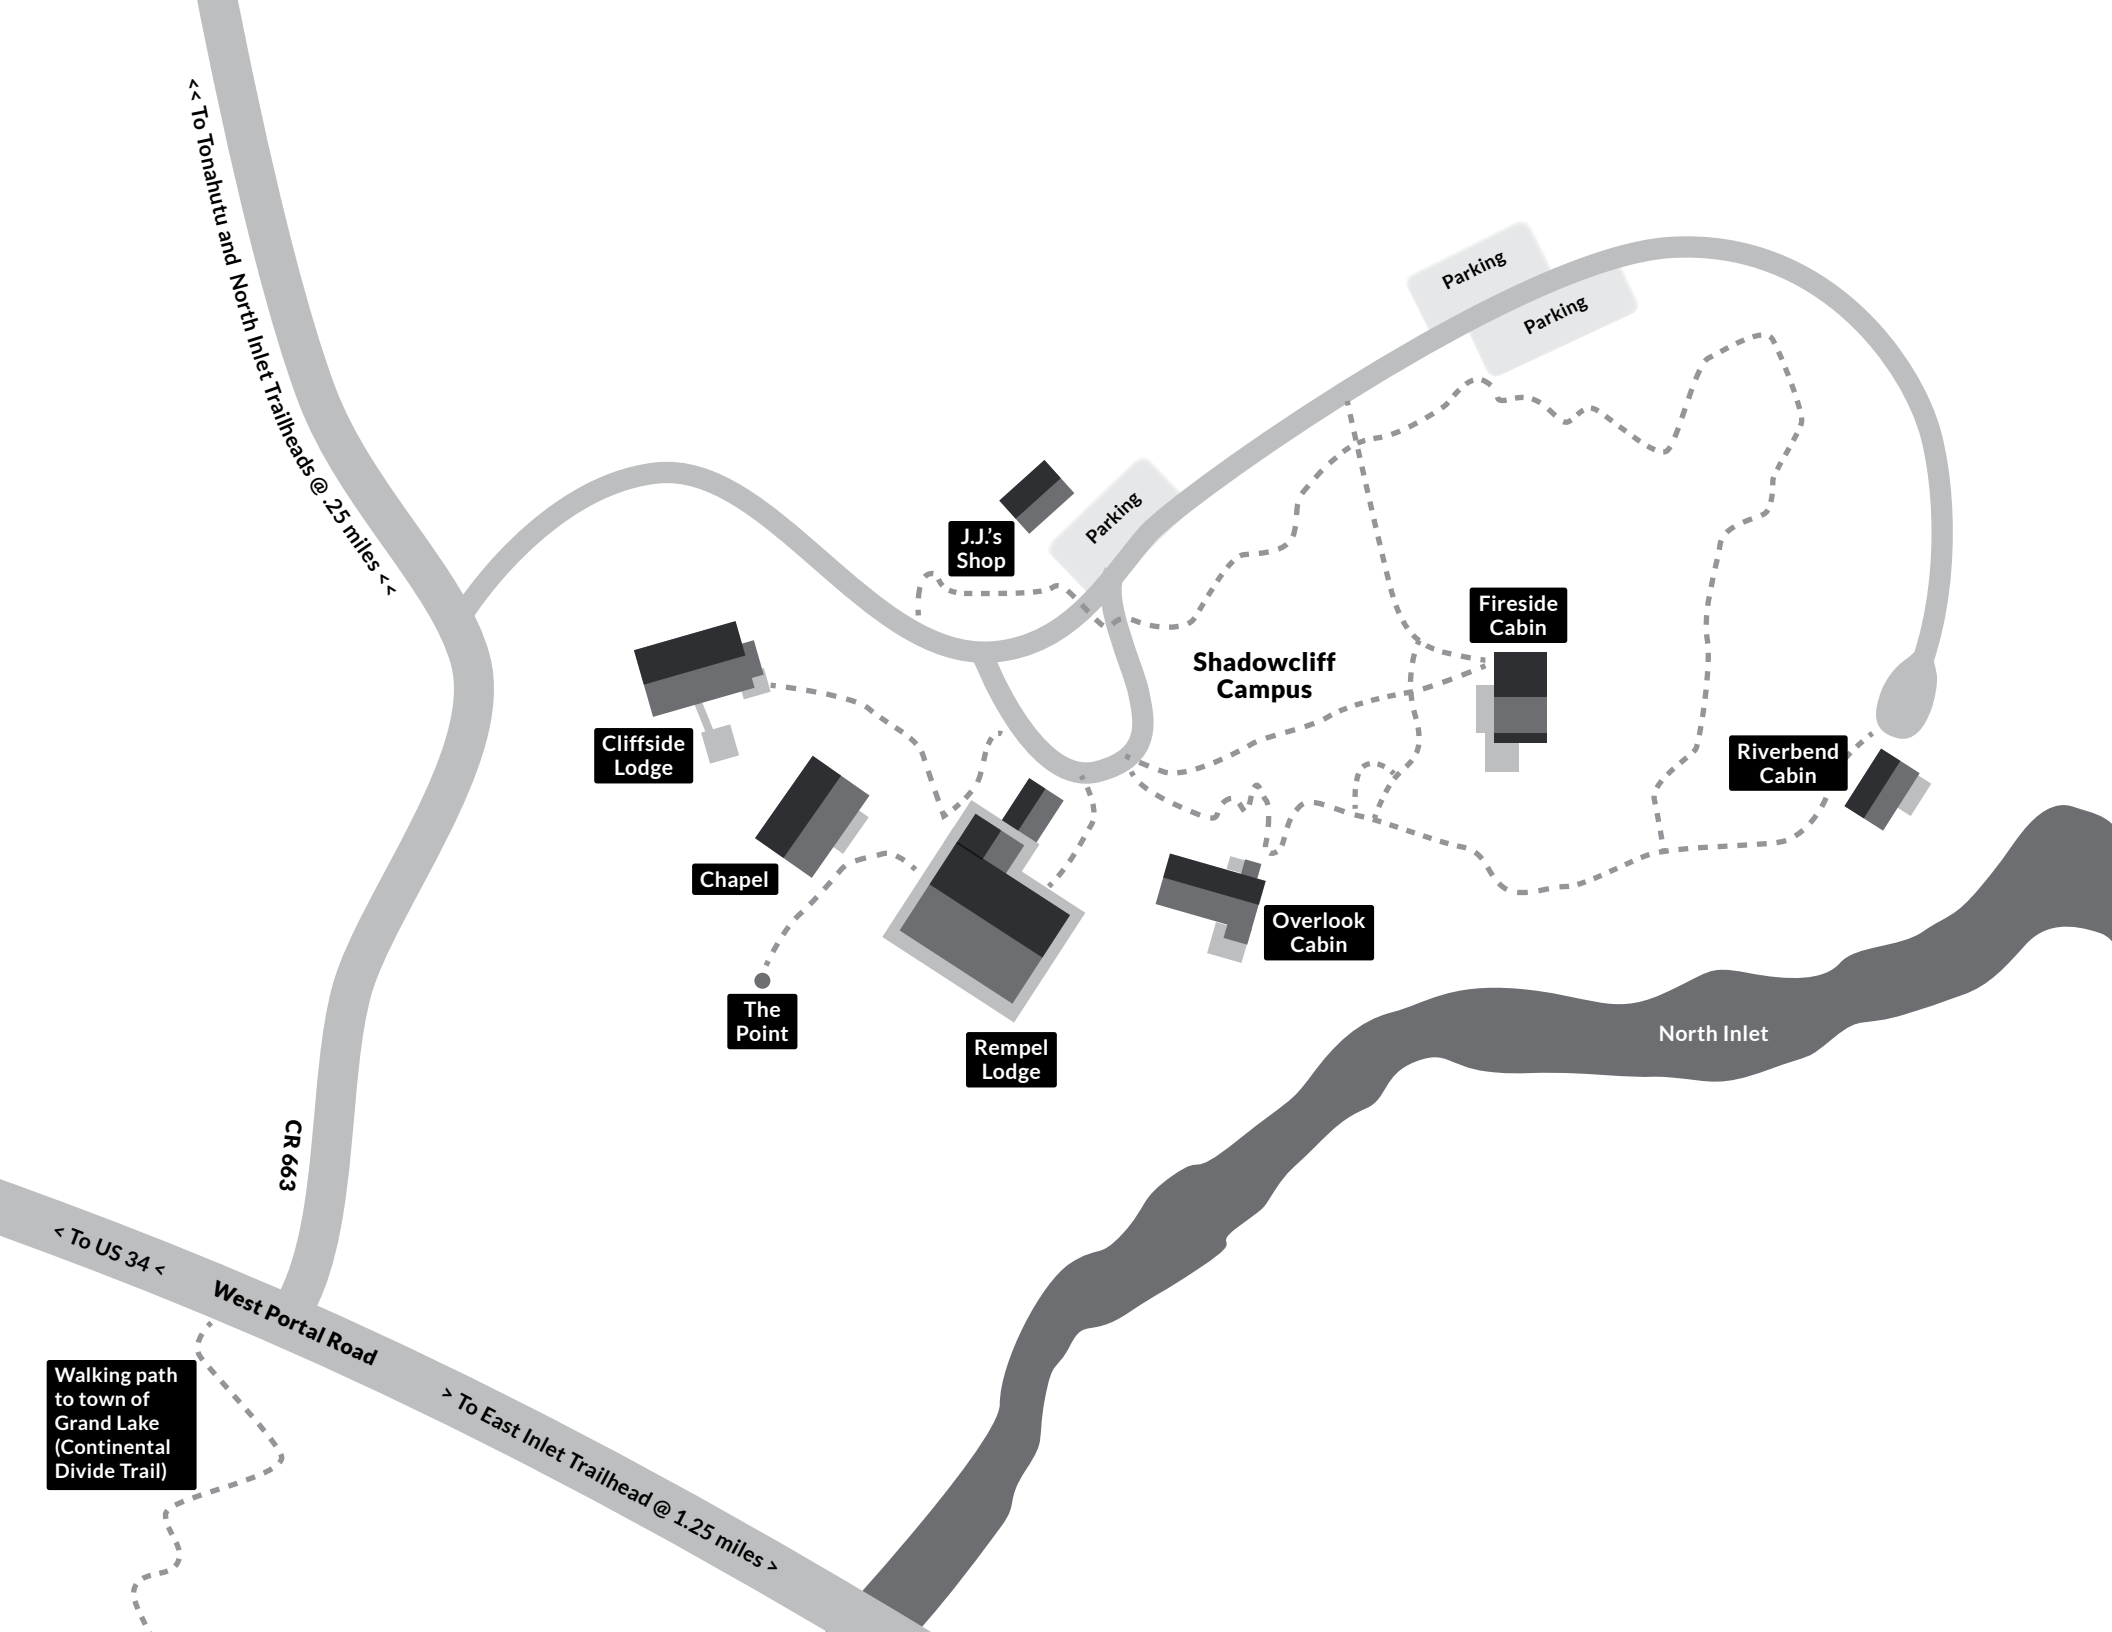 << To Tonahutu and North Inlet Trailheads @ .25 miles <<
Parking
Parking
Parking
J.J.'s
Shop
Fireside
Cabin
Shadowcliff
Campus
Cliffside
Lodge
Riverbend
Cabin
Chapel
Overlook
Cabin
The
Point
Rempel
Lodge
North Inlet
CR 663
< To US 34 <
West Portal Road
> To East Inlet Trailhead @ 1.25 miles >
Walking path
to town of
Grand Lake
(Continental
Divide Trail)